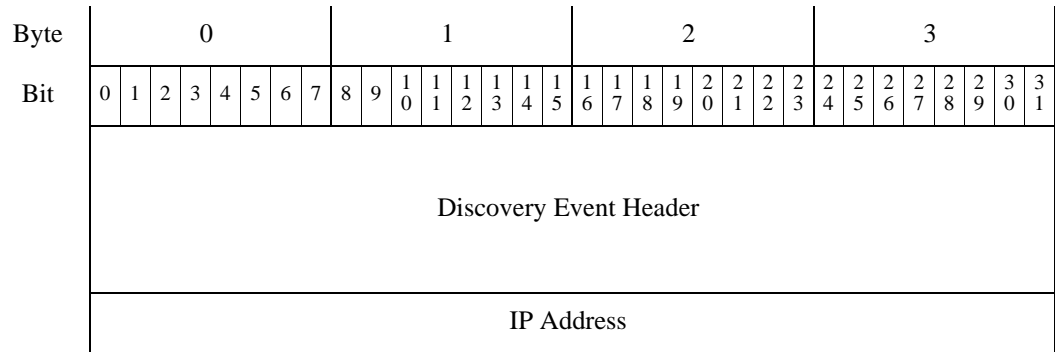 Byte 0 1 2 3
Bit 0 1 2 3 4 5 6 7 8 9 10 11 12 13 14 15 16 17 18 19 20 21 22 23 24 25 26 27 28 29 30 31
Discovery Event Header
IP Address